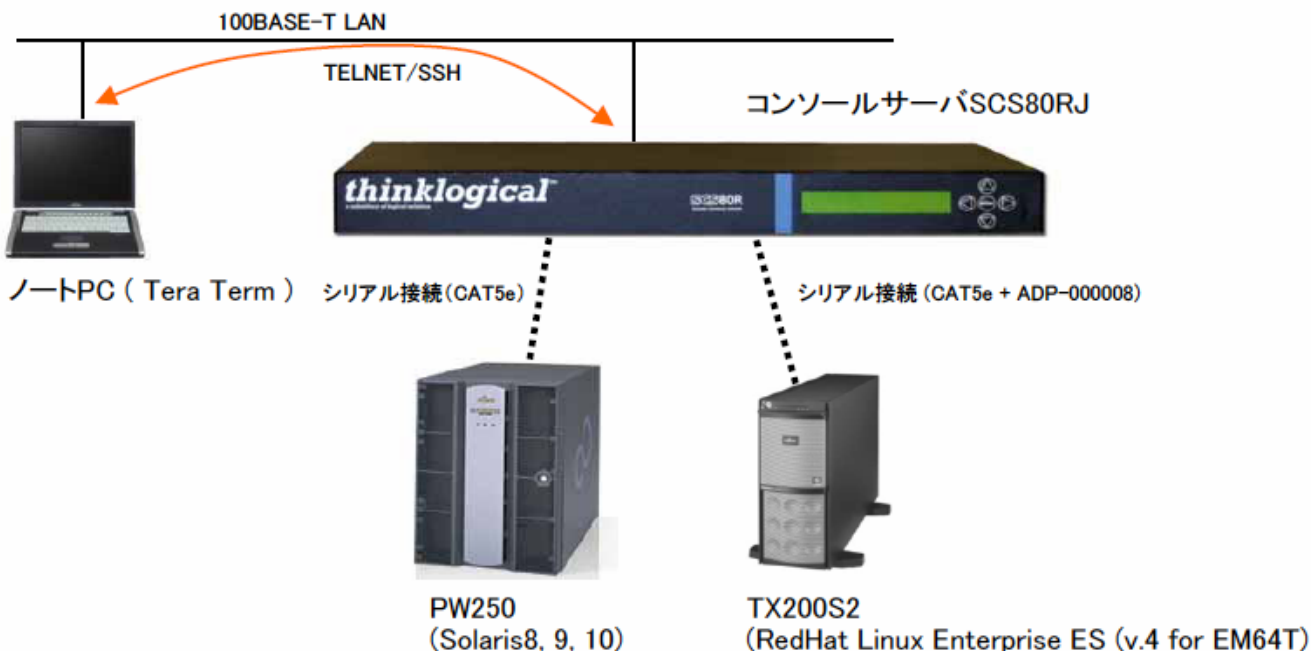 100BASE-T LAN
TELNET/SSH
コンソールサーバSCS80RJ
thinklogical
SCS80R
ノートPC ( Tera Term )
シリアル接続(CAT5e)
シリアル接続 (CAT5e + ADP-000008)
PW250
(Solaris8, 9, 10)
TX200S2
(RedHat Linux Enterprise ES (v.4 for EM64T)